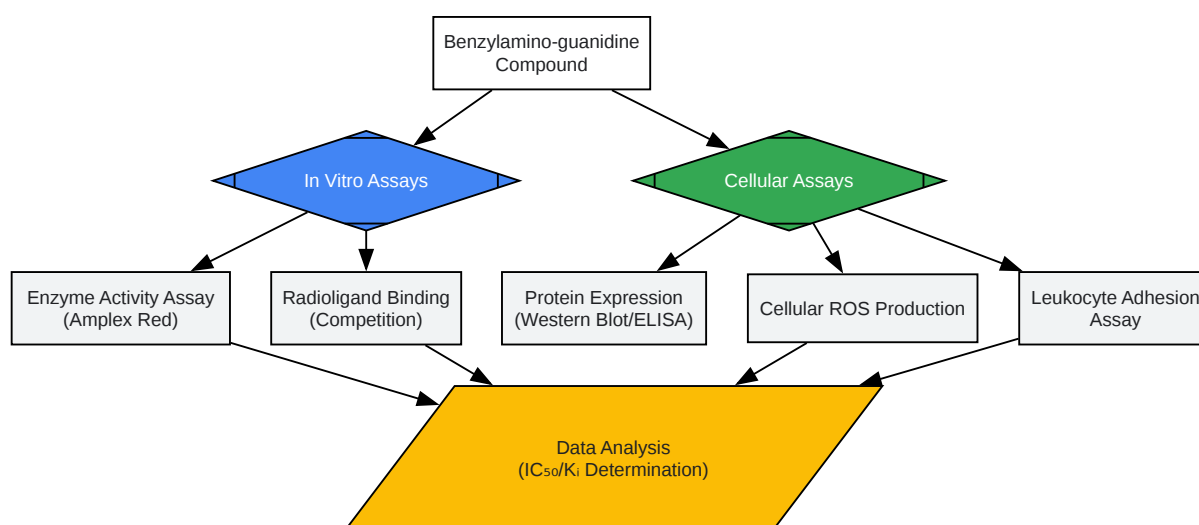 Benzylamino-guanidine
Compound
In Vitro Assays
Cellular Assays
Enzyme Activity Assay
(Amplex Red)
Radioligand Binding
(Competition)
Protein Expression
(Western Blot/ELISA)
Cellular ROS Production
Leukocyte Adhesion
Assay
Data Analysis
(IC₅₀/Kᵢ Determination)